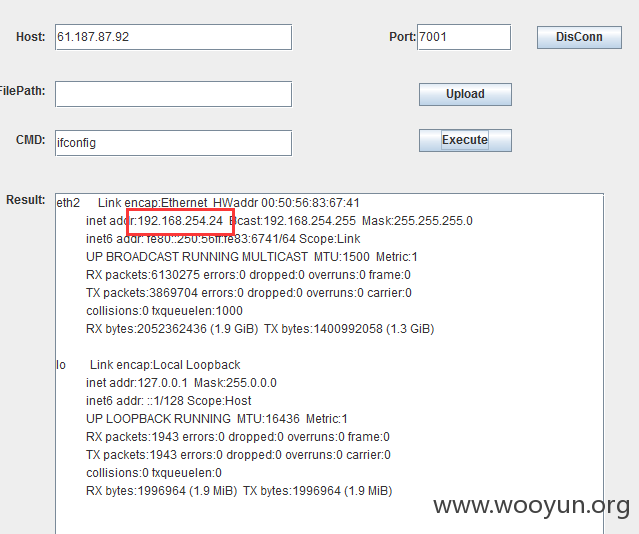 Host: 61.187.87.92 Port: 7001 DisConn
FilePath: Upload
CMD: ifconfig Execute
Result: eth2 Link encap:Ethernet HWaddr 00:50:56:83:67:41
inet addr:192.168.254.24 Bcast:192.168.254.255 Mask:255.255.255.0
inet6 addr: fe80::250:56ff:fe83:6741/64 Scope:Link
UP BROADCAST RUNNING MULTICAST MTU:1500 Metric:1
RX packets:6130275 errors:0 dropped:0 overruns:0 frame:0
TX packets:3869704 errors:0 dropped:0 overruns:0 carrier:0
collisions:0 txqueuelen:1000
RX bytes:2052362436 (1.9 GiB) TX bytes:1400992058 (1.3 GiB)
lo Link encap:Local Loopback
inet addr:127.0.0.1 Mask:255.0.0.0
inet6 addr: ::1/128 Scope:Host
UP LOOPBACK RUNNING MTU:16436 Metric:1
RX packets:1943 errors:0 dropped:0 overruns:0 frame:0
TX packets:1943 errors:0 dropped:0 overruns:0 carrier:0
collisions:0 txqueuelen:0
RX bytes:1996964 (1.9 MiB) TX bytes:1996964 (1.9 MiB)
www.wooyun.org